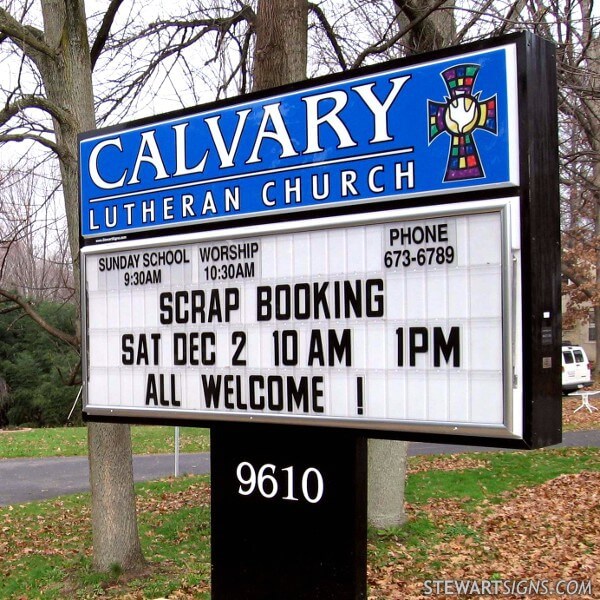 CALVARY
LUTHERAN CHURCH
SUNDAY SCHOOL WORSHIP PHONE
9:30AM 10:30AM 673-6789
SCRAP BOOKING
SAT DEC 2 10 AM 1PM
ALL WELCOME !
9610
STEWARTSIGNS.COM